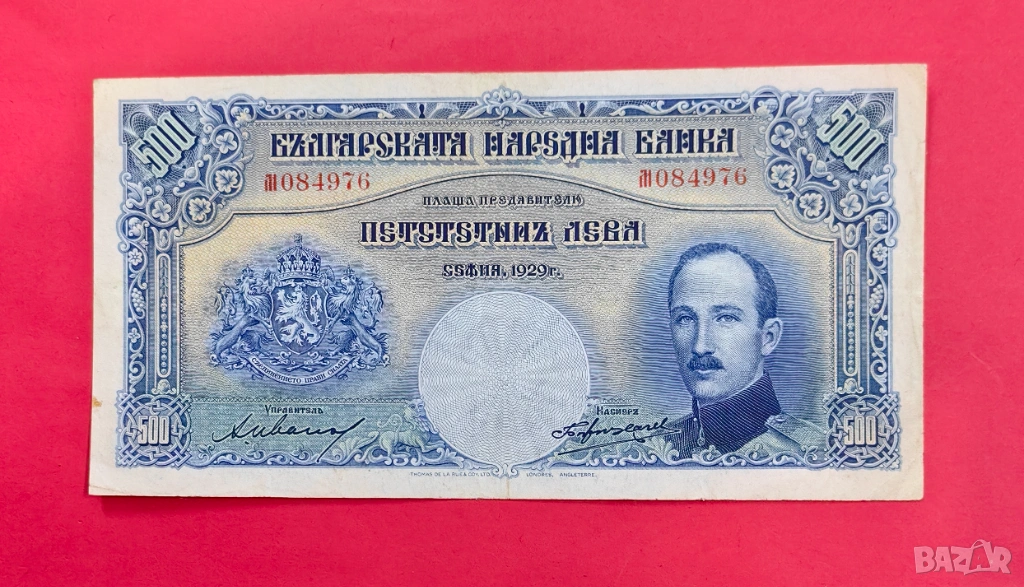 500 500
БЪЛГАРСКАТА НАРОДНА БАНКА
М084976 М084976
ПЛАЩА ПРЕДЯВИТЕЛЮ
ПЕТСТОТИНЪ ЛЕВА
СОФИЯ, 1929 г.
СЪЕДИНЕНИЕТО ПРАВИ СИЛАТА
УПРАВИТЕЛЬ КАСИЕРЪ
500 500
THOMAS DE LA RUE & COY, LTD. LONDRES, ANGLETERRE.
BAZAR